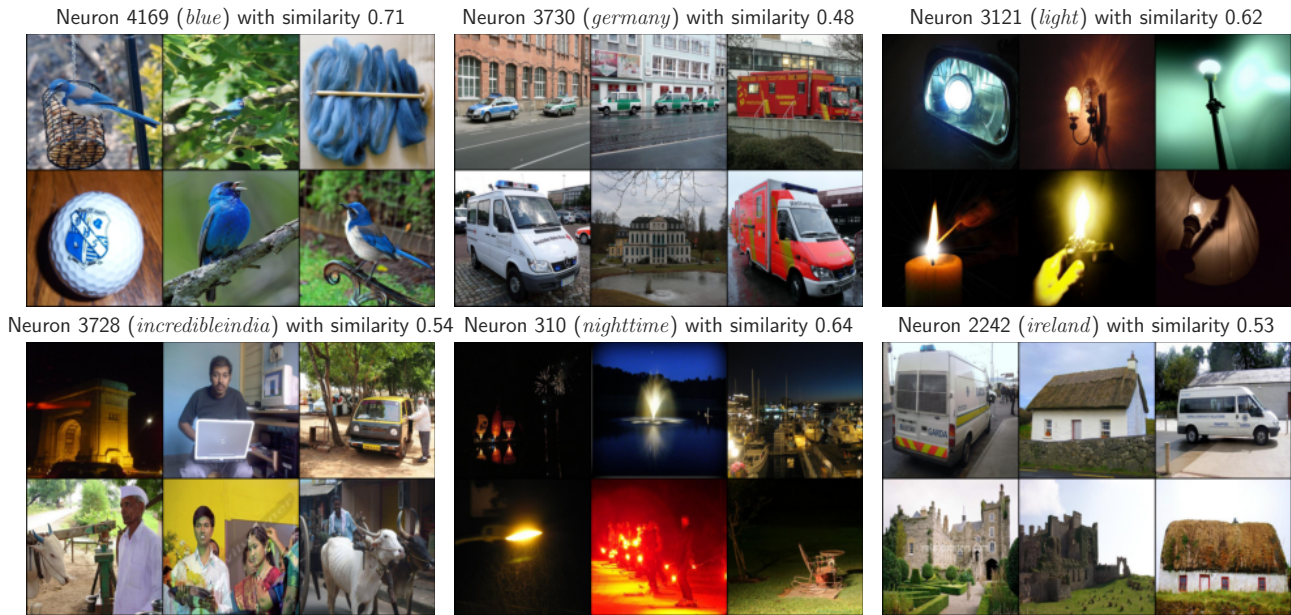 Neuron 4169 (blue) with similarity 0.71
Neuron 3730 (germany) with similarity 0.48
Neuron 3121 (light) with similarity 0.62
Neuron 3728 (incredibleindia) with similarity 0.54
Neuron 310 (nighttime) with similarity 0.64
Neuron 2242 (ireland) with similarity 0.53
GARDA